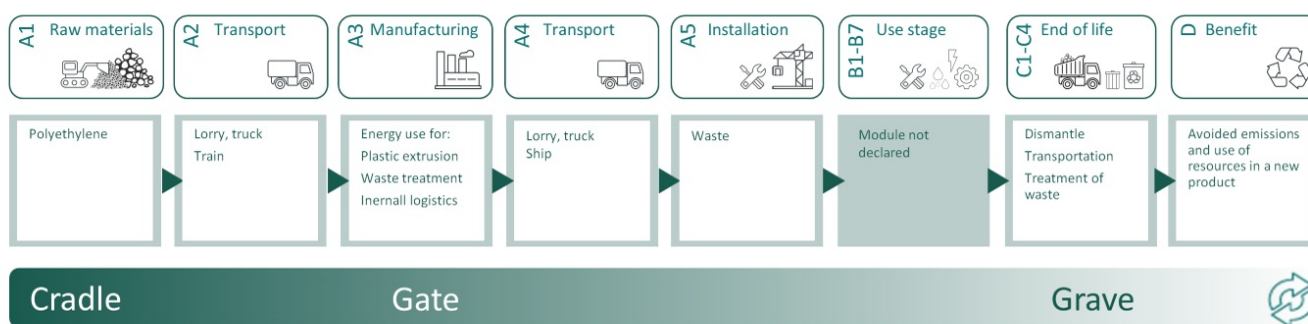 A1 Raw materials
A2 Transport
A3 Manufacturing
A4 Transport
A5 Installation
B1-B7 Use stage
C1-C4 End of life
D Benefit
Polyethylene
Lorry, truck
Train
Energy use for:
Plastic extrusion
Waste treatment
Inernall logistics
Lorry, truck
Ship
Waste
Module not
declared
Dismantle
Transportation
Treatment of
waste
Avoided emissions
and use of
resources in a new
product
Cradle
Gate
Grave